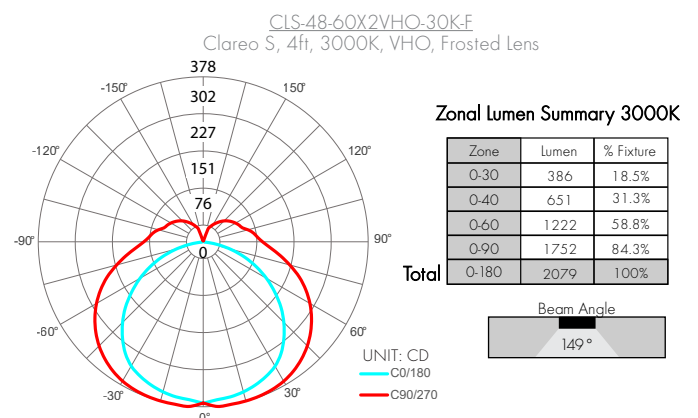 CLS-48-60X2VHO-30K-F
Clareo S, 4ft, 3000K, VHO, Frosted Lens
378
302
227
151
76
0
-150°
150°
-120°
120°
-90°
90°
-60°
60°
-30°
30°
0°
UNIT: CD
C0/180
C90/270
Zonal Lumen Summary 3000K
Zone Lumen % Fixture
0-30 386 18.5%
0-40 651 31.3%
0-60 1222 58.8%
0-90 1752 84.3%
Total 0-180 2079 100%
Beam Angle
149°